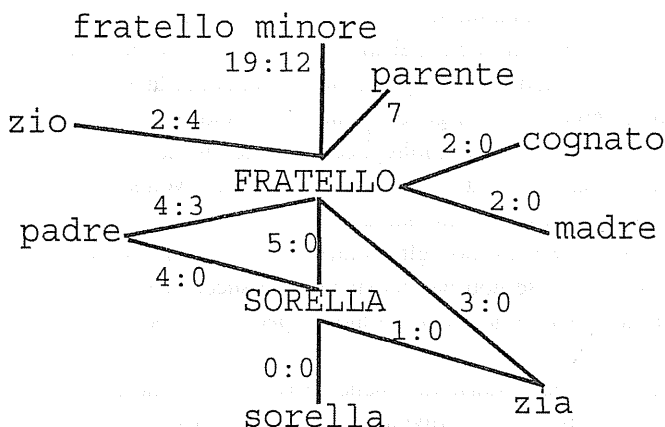 fratello minore
19:12
parente
7
zio
2:4
2:0
cognato
FRATELLO
2:0
4:3
padre
5:0
madre
4:0
3:0
SORELLA
1:0
0:0
zia
sorella